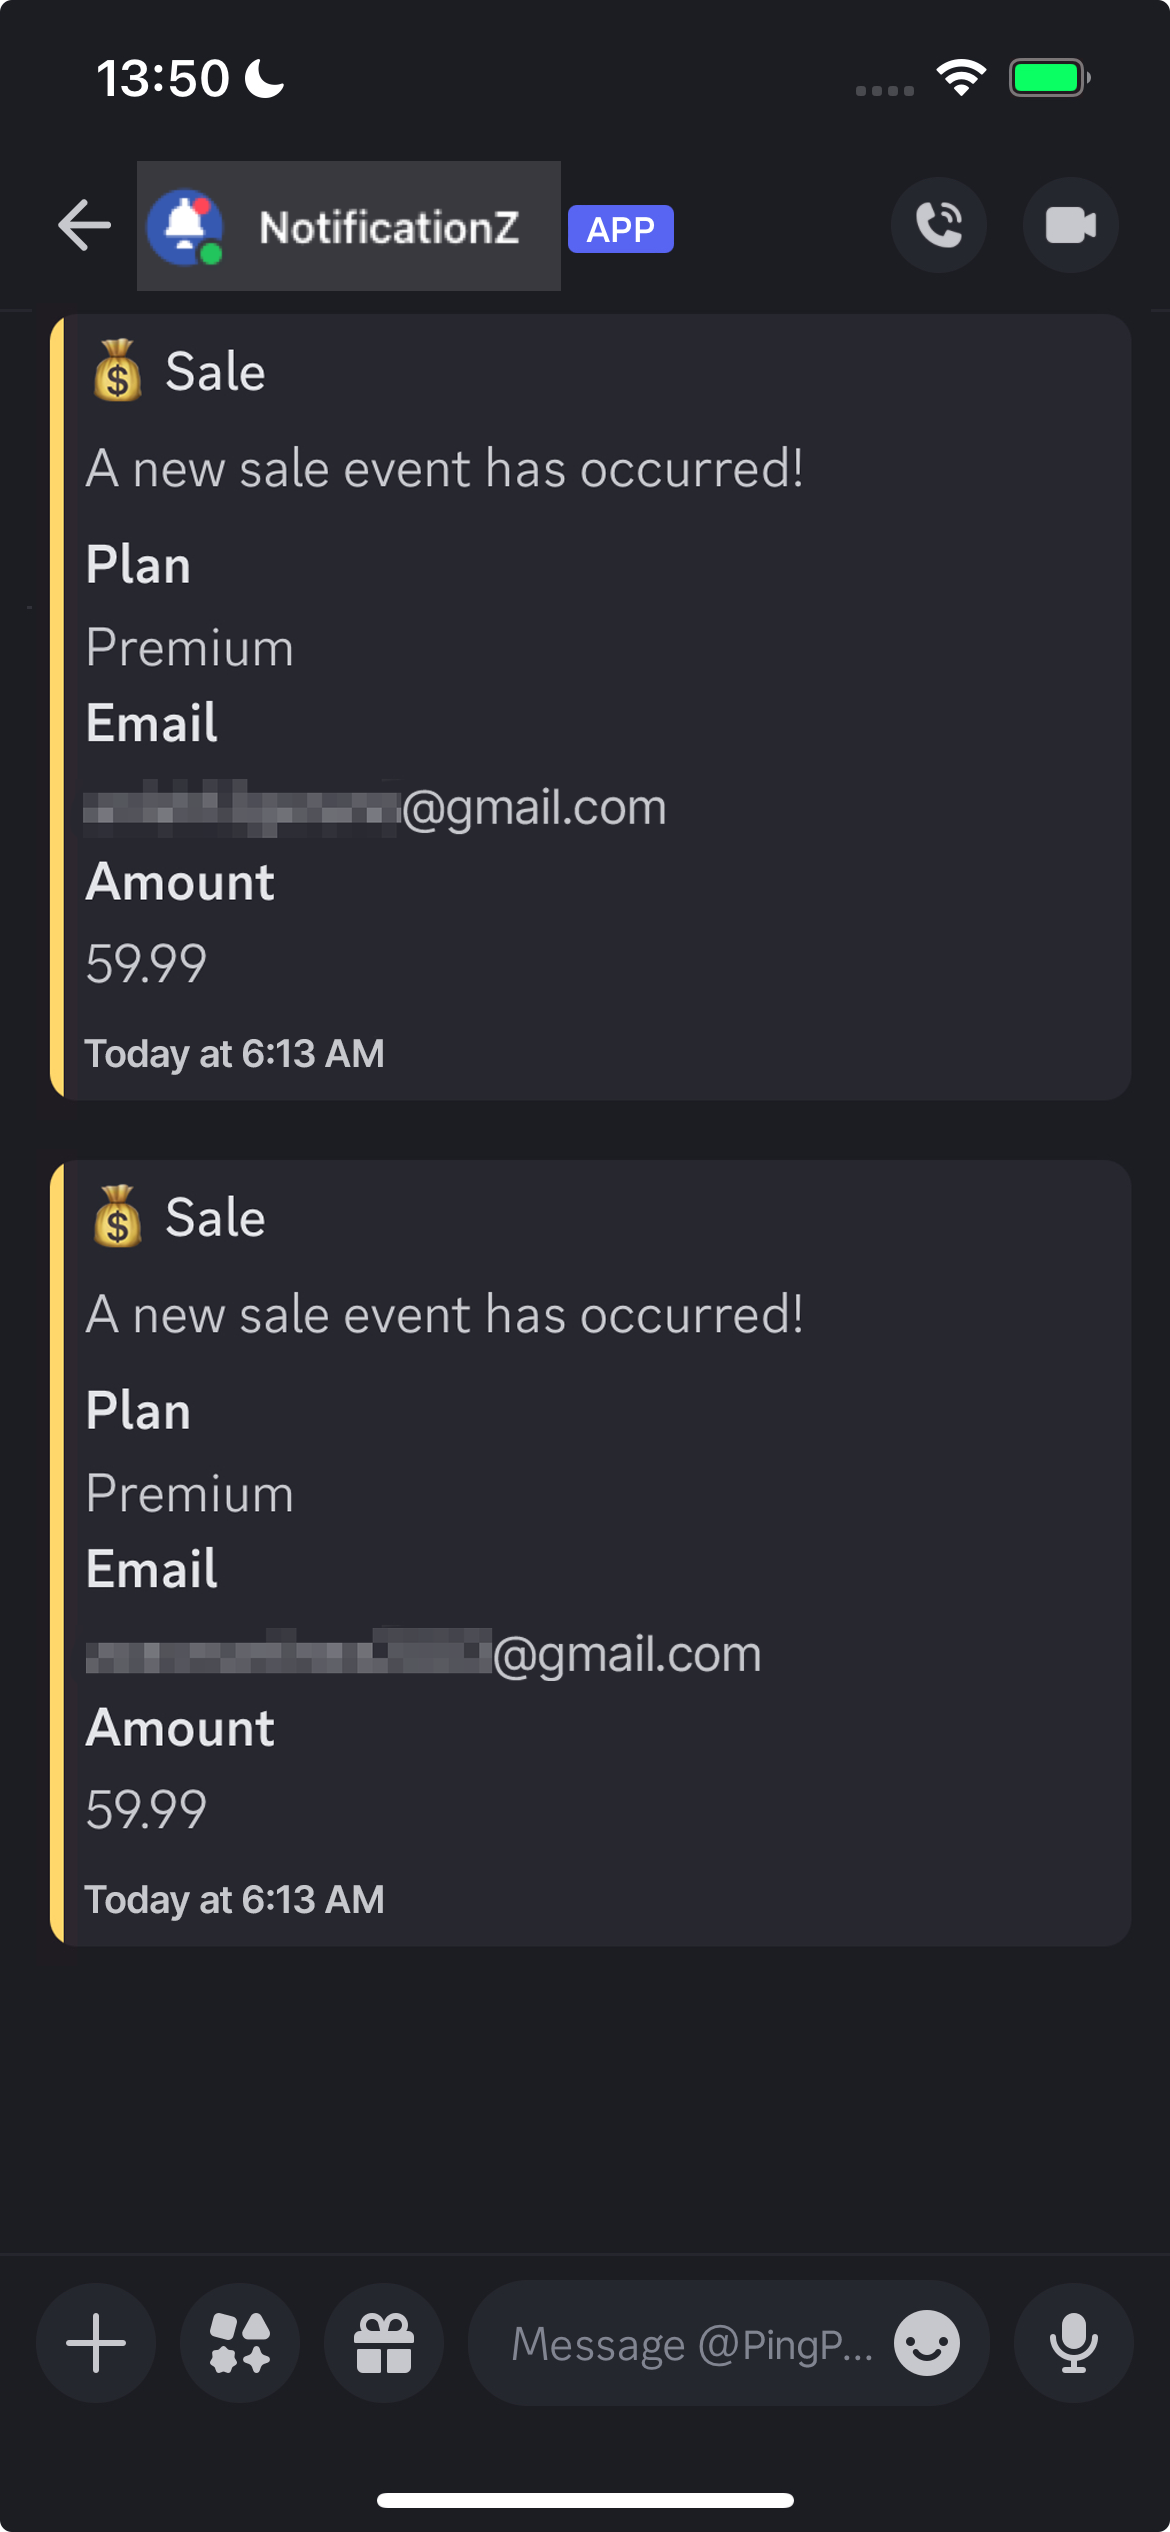 13:50
NotificationZ APP
💰 Sale
A new sale event has occurred!
Plan
Premium
Email
@gmail.com
Amount
59.99
Today at 6:13 AM
💰 Sale
A new sale event has occurred!
Plan
Premium
Email
@gmail.com
Amount
59.99
Today at 6:13 AM
Message @PingP...